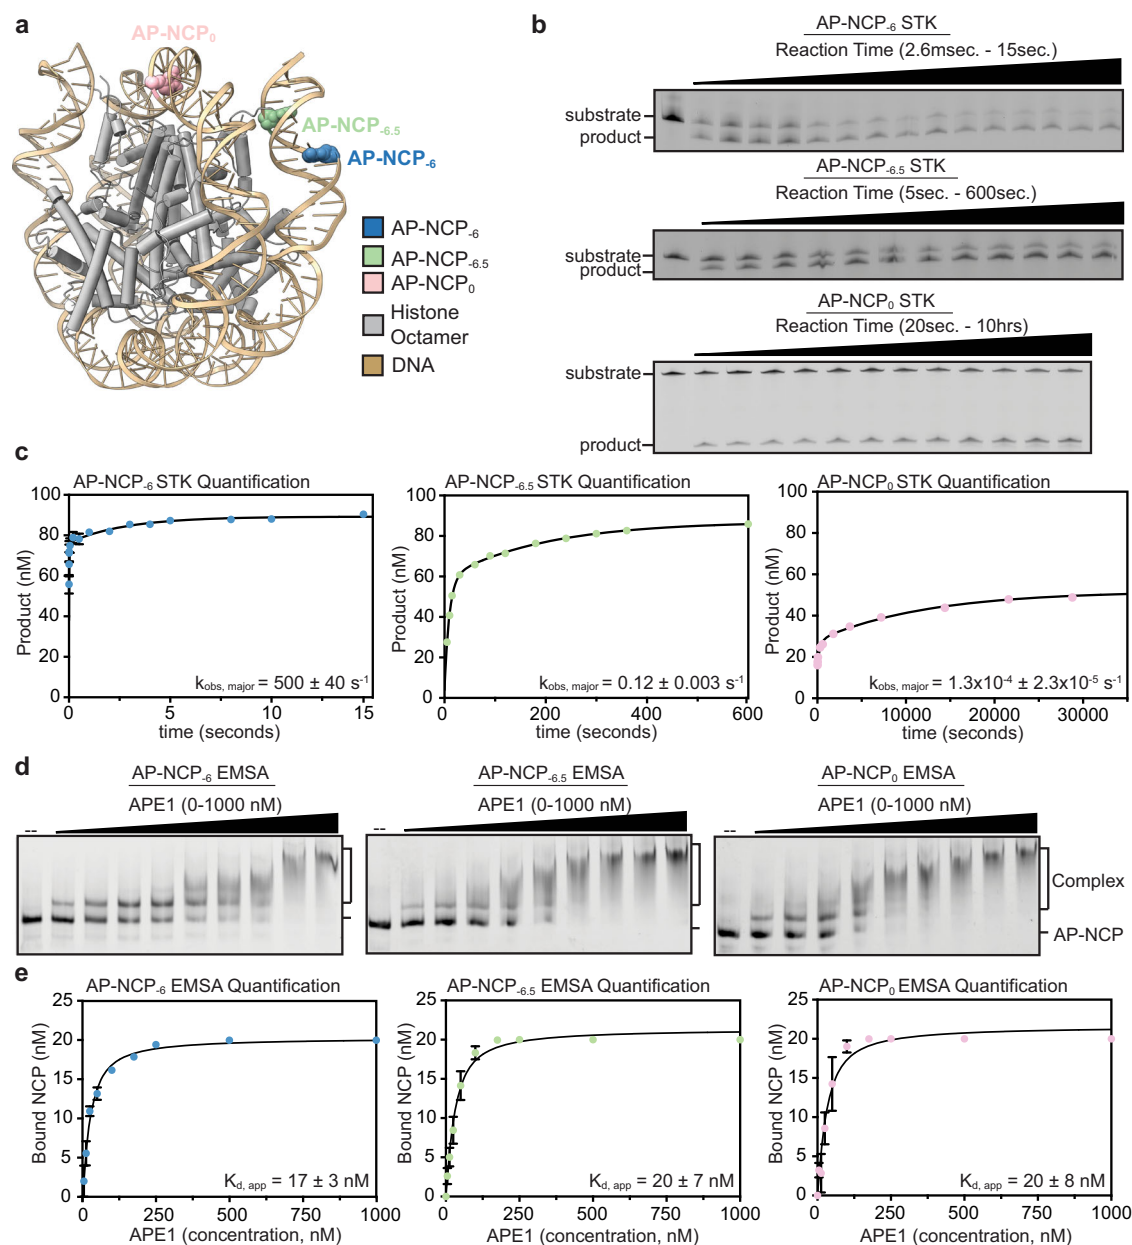 a
AP-NCP₀
AP-NCP₋₆.₅
AP-NCP₋₆
AP-NCP₋₆
AP-NCP₋₆.₅
AP-NCP₀
Histone
Octamer
DNA
b
AP-NCP₋₆ STK
Reaction Time (2.6msec. - 15sec.)
substrate
product
AP-NCP₋₆.₅ STK
Reaction Time (5sec. - 600sec.)
substrate
product
AP-NCP₀ STK
Reaction Time (20sec. - 10hrs)
substrate
product
c
AP-NCP₋₆ STK Quantification
Product (nM)
100
80
60
40
20
0
k_obs, major = 500 ± 40 s⁻¹
0 5 10 15
time (seconds)
AP-NCP₋₆.₅ STK Quantification
Product (nM)
100
80
60
40
20
0
k_obs, major = 0.12 ± 0.003 s⁻¹
0 200 400 600
time (seconds)
AP-NCP₀ STK Quantification
Product (nM)
100
80
60
40
20
0
k_obs, major = 1.3x10⁻⁴ ± 2.3x10⁻⁵ s⁻¹
0 10000 20000 30000
time (seconds)
d
AP-NCP₋₆ EMSA
APE1 (0-1000 nM)
--
AP-NCP₋₆.₅ EMSA
APE1 (0-1000 nM)
--
AP-NCP₀ EMSA
APE1 (0-1000 nM)
--
Complex
AP-NCP
e
AP-NCP₋₆ EMSA Quantification
Bound NCP (nM)
25
20
15
10
5
0
K_d, app = 17 ± 3 nM
0 250 500 750 1000
APE1 (concentration, nM)
AP-NCP₋₆.₅ EMSA Quantification
Bound NCP (nM)
25
20
15
10
5
0
K_d, app = 20 ± 7 nM
0 250 500 750 1000
APE1 (concentration, nM)
AP-NCP₀ EMSA Quantification
Bound NCP (nM)
25
20
15
10
5
0
K_d, app = 20 ± 8 nM
0 250 500 750 1000
APE1 (concentration, nM)